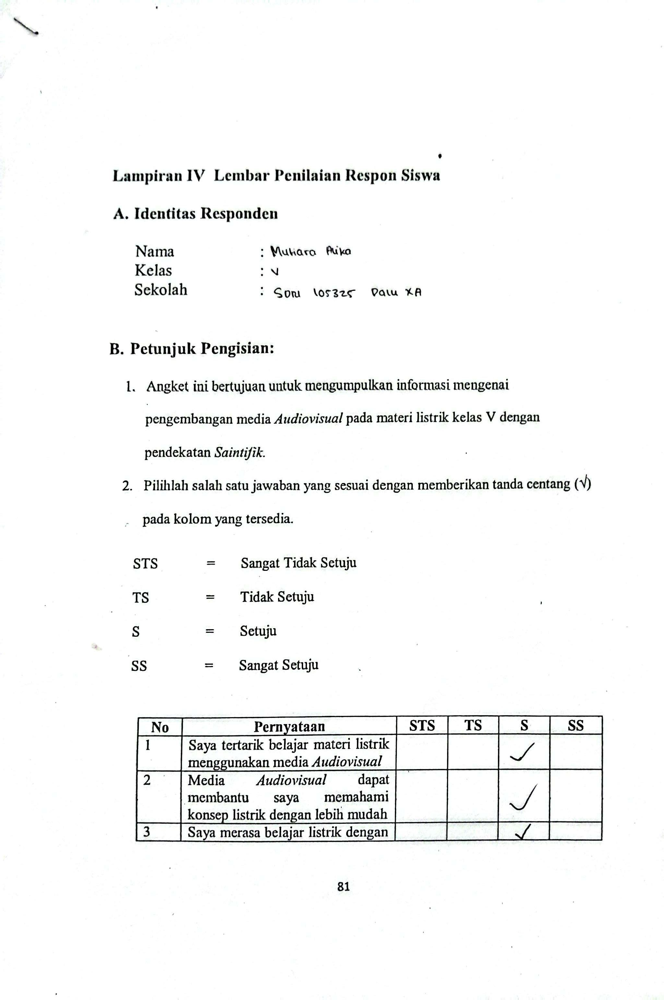 Lampiran IV Lembar Penilaian Respon Siswa
A. Identitas Responden
Nama : Mutiara
Kelas : V
Sekolah : SDN 105325 Dalu XA
B. Petunjuk Pengisian:
1. Angket ini bertujuan untuk mengumpulkan informasi mengenai
pengembangan media Audiovisual pada materi listrik kelas V dengan
pendekatan Saintifik.
2. Pilihlah salah satu jawaban yang sesuai dengan memberikan tanda centang (√)
pada kolom yang tersedia.
STS = Sangat Tidak Setuju
TS = Tidak Setuju
S = Setuju
SS = Sangat Setuju
No Pernyataan STS TS S SS
1 Saya tertarik belajar materi listrik
menggunakan media Audiovisual ✓
2 Media Audiovisual dapat
membantu saya memahami ✓
konsep listrik dengan lebih mudah
3 Saya merasa belajar listrik dengan ✓
81